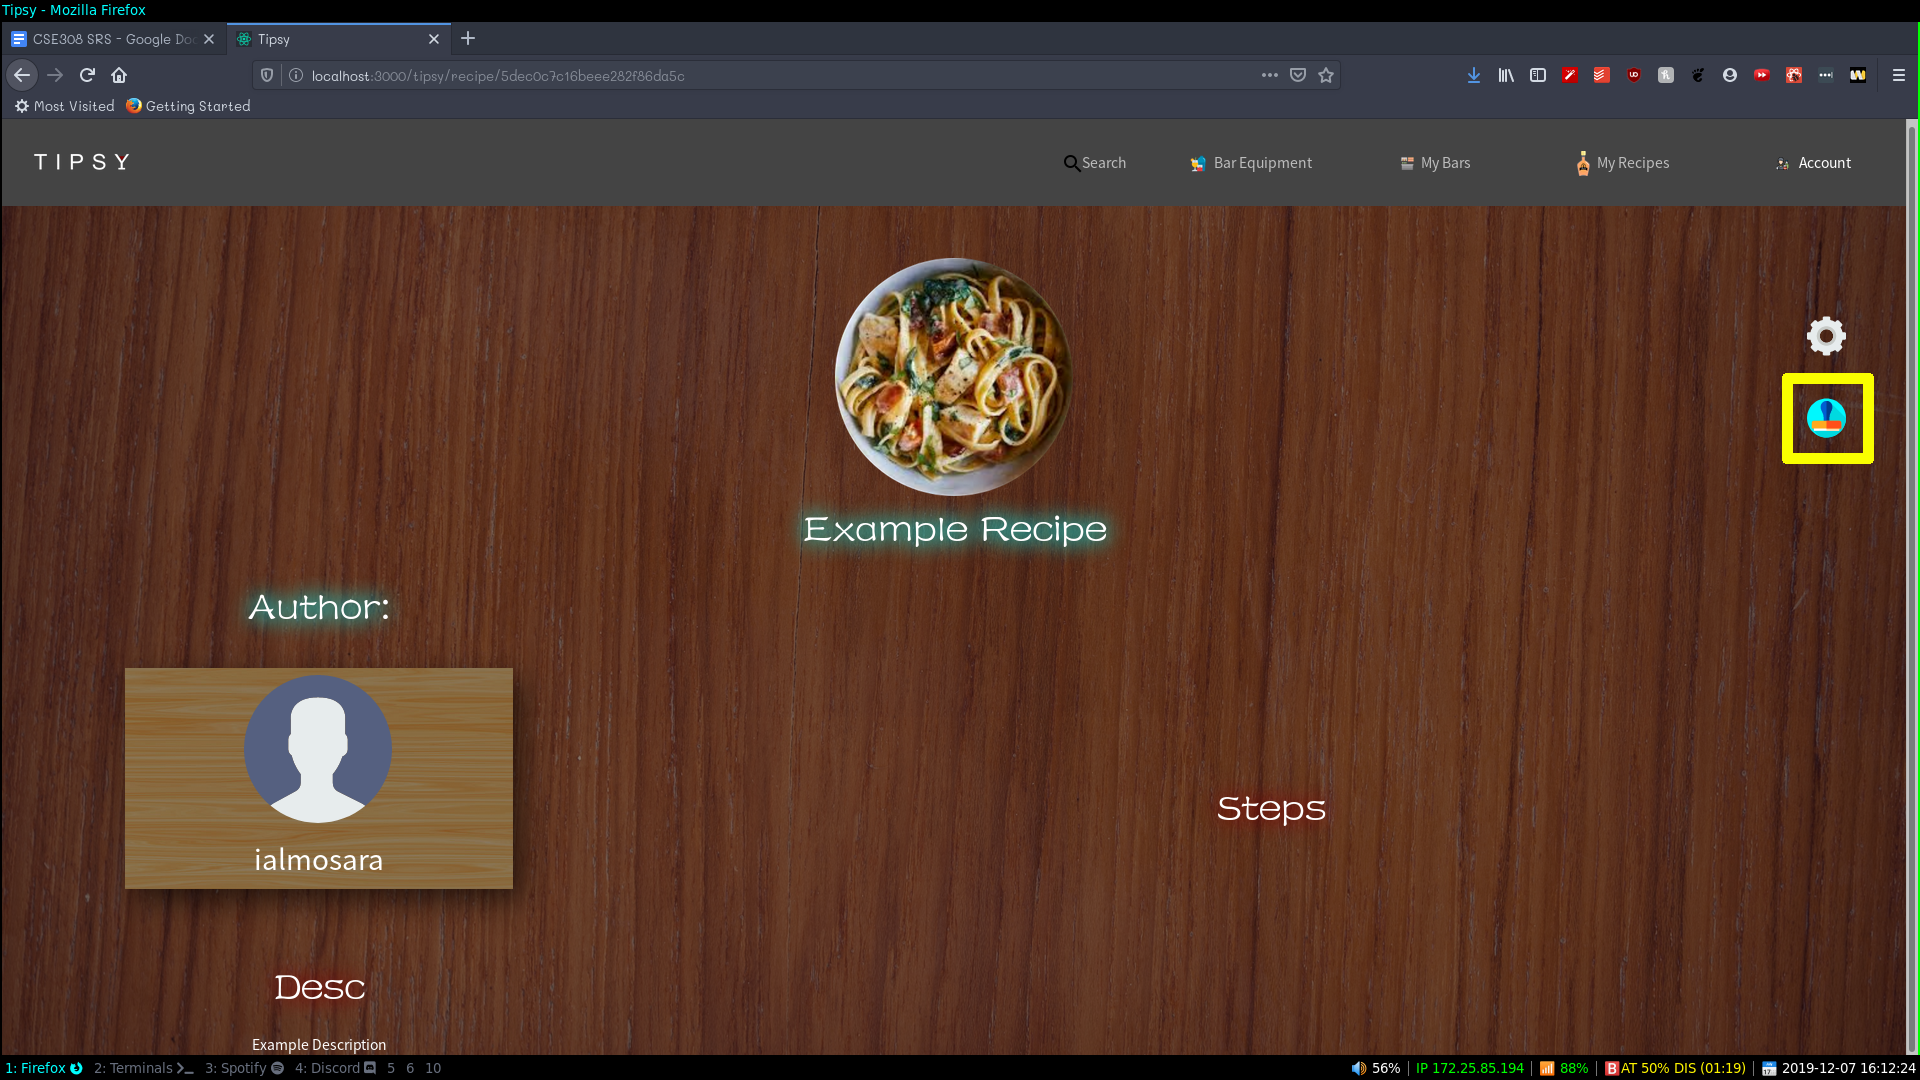 Tipsy - Mozilla Firefox
CSE308 SRS - Google Doc
Tipsy
localhost:3000/tipsy/recipe/5dec0c7c16beee282f86da5c
Most Visited Getting Started
TIPSY
Search Bar Equipment My Bars My Recipes Account
Example Recipe
Author:
ialmosara
Steps
Desc
Example Description
1: Firefox 2: Terminals 3: Spotify 4: Discord 5 6 10
56% | IP 172.25.85.194 | 88% | BAT 50% DIS (01:19) | 2019-12-07 16:12:24